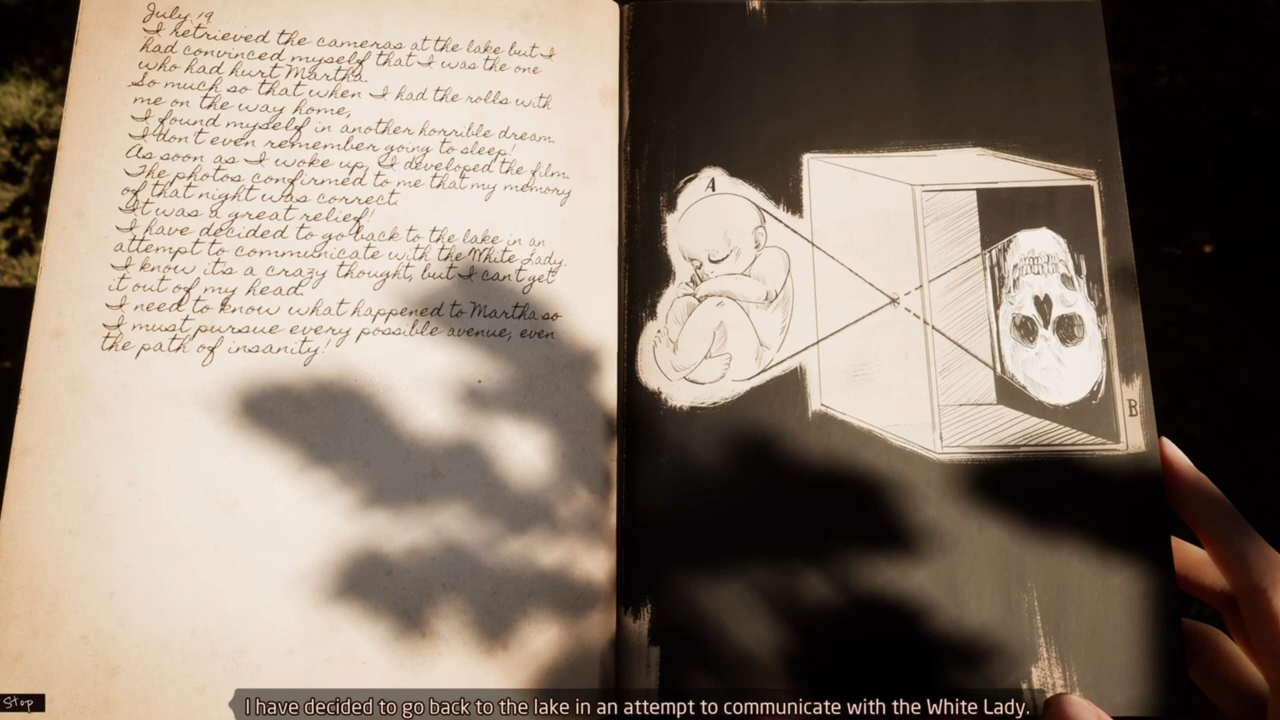 July 19
I retrieved the cameras at the lake but I
had convinced myself that I was the one
who had hurt Martha.
So much so that when I had the rolls with
me on the way home,
I found myself in another horrible dream.
I don't even remember going to sleep!
As soon as I woke up, I developed the film.
The photos confirmed to me that my memory
of that night was correct.
It was a great relief!
I have decided to go back to the lake in an
attempt to communicate with the White Lady.
I know it's a crazy thought, but I can't get
it out of my head.
I need to know what happened to Martha so
I must pursue every possible avenue, even
the path of insanity!
A
B
Stop
I have decided to go back to the lake in an attempt to communicate with the White Lady.